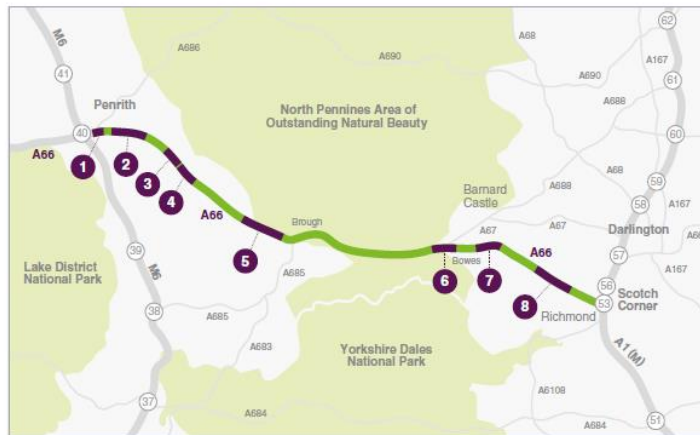 62
M6
A686
A690
A68
A167
41
61
A690
North Pennines Area of
Outstanding Natural Beauty
A688
Penrith
40
60
A66
1
2
3
4
A68
Barnard
Castle
A688
59
A167
58
A66
Brough
A67
A67
Darlington
5
Bowes
A66
57
39
Lake District
National Park
M6
A685
6
7
A167
56
8
53
Scotch
Corner
38
A685
Richmond
A683
Yorkshire Dales
National Park
A1 (M)
37
A684
A6108
A684
51